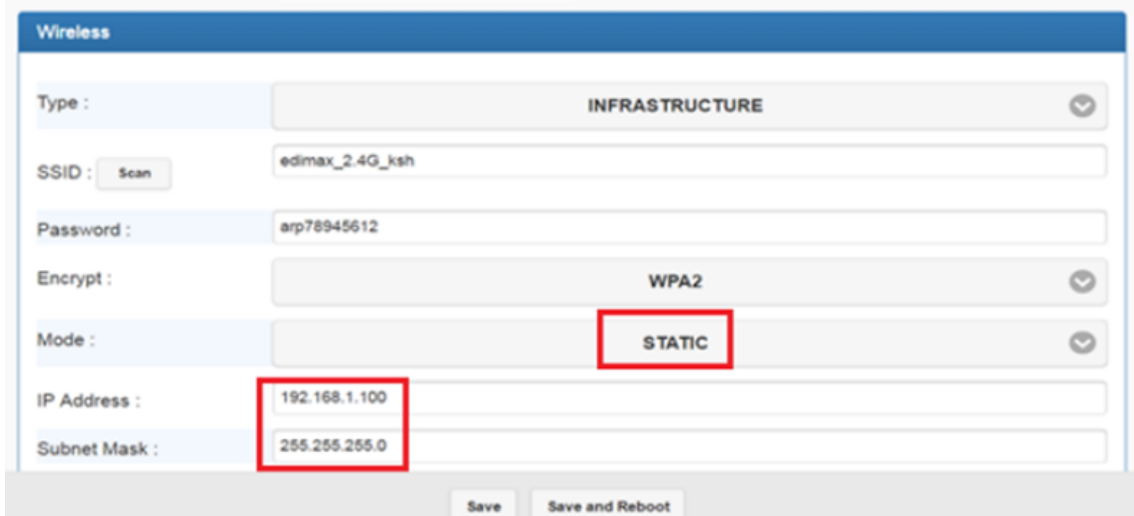 Wireless
Type : INFRASTRUCTURE
SSID : Scan edimax_2.4G_ksh
Password : arp78945612
Encrypt : WPA2
Mode : STATIC
IP Address : 192.168.1.100
Subnet Mask : 255.255.255.0
Save Save and Reboot